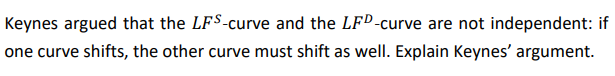 Keynes argued that the LFˢ-curve and the LFᴰ-curve are not independent: if
one curve shifts, the other curve must shift as well. Explain Keynes’ argument.